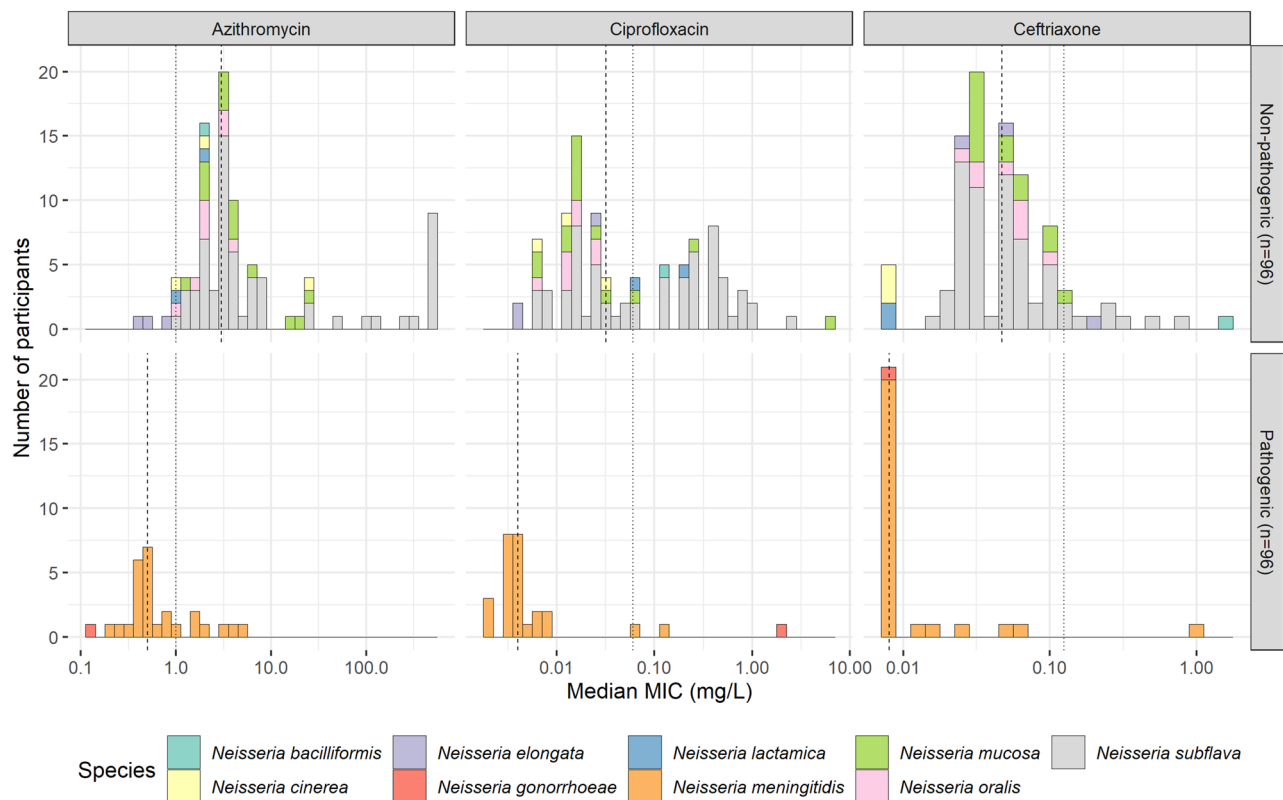 Azithromycin Ciprofloxacin Ceftriaxone
Number of participants
20
15
10
5
0
Non-pathogenic (n=96)
20
15
10
5
0
Pathogenic (n=96)
0.1 1.0 10.0 100.0 0.01 0.10 1.00 10.00 0.01 0.10 1.00
Median MIC (mg/L)
Species
Neisseria bacilliformis Neisseria elongata Neisseria lactamica Neisseria mucosa Neisseria subflava
Neisseria cinerea Neisseria gonorrhoeae Neisseria meningitidis Neisseria oralis